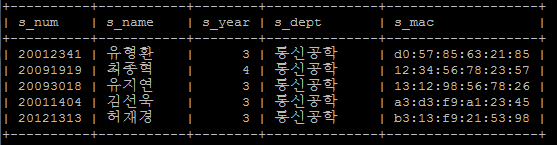 s_num | s_name | s_year | s_dept | s_mac
20012341 | 유형환 | 3 | 통신공학 | d0:57:85:63:21:85
20091919 | 최종혁 | 4 | 통신공학 | 12:34:56:78:23:57
20093018 | 유지원 | 3 | 통신공학 | 13:12:98:56:78:26
20011404 | 김선욱 | 3 | 통신공학 | a3:d3:f9:a1:23:45
20121313 | 허재경 | 3 | 통신공학 | b3:13:f9:21:53:98